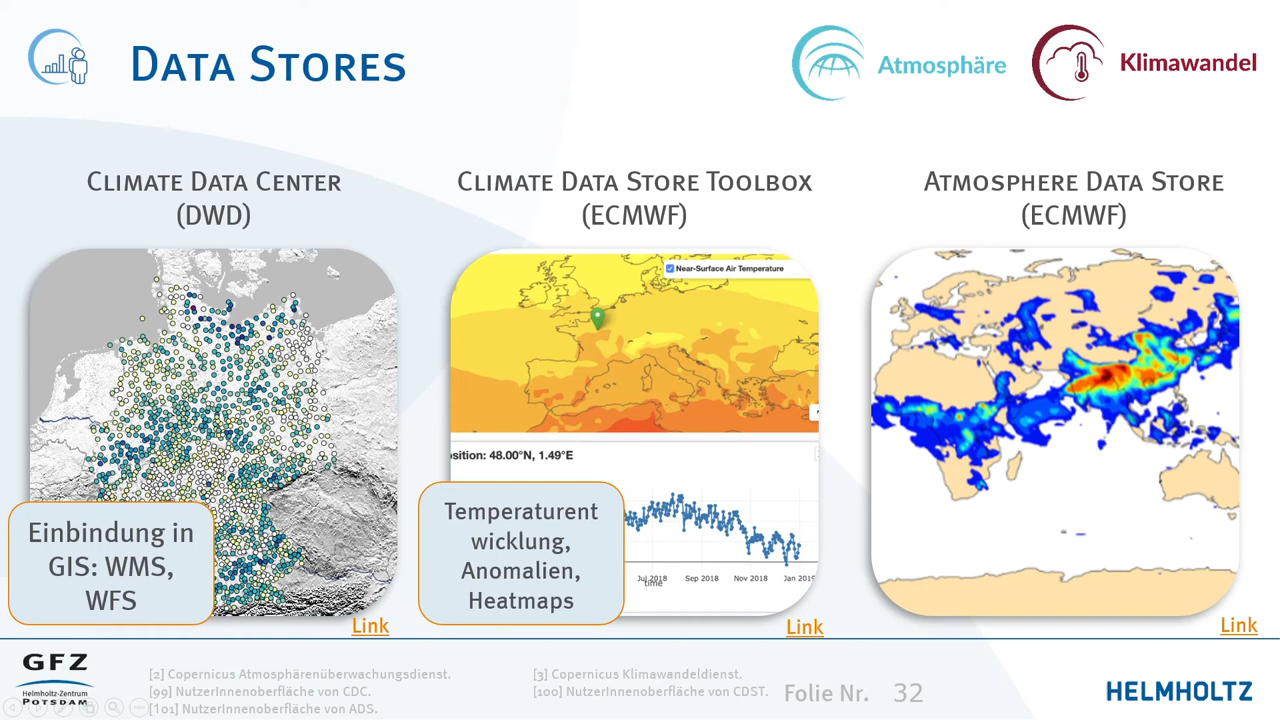 DATA STORES
Atmosphäre
Klimawandel
CLIMATE DATA CENTER
(DWD)
CLIMATE DATA STORE TOOLBOX
(ECMWF)
ATMOSPHERE DATA STORE
(ECMWF)
Near-Surface Air Temperature
sition: 48.00°N, 1.49°E
Jul 2018 Sep 2018 Nov 2018 Jan 2019
time
Einbindung in
GIS: WMS,
WFS
Temperaturent
wicklung,
Anomalien,
Heatmaps
Link
Link
Link
GFZ
Helmholtz-Zentrum
POTSDAM
[2] Copernicus Atmosphärenüberwachungsdienst.
[99] NutzerInnenoberfläche von CDC.
[101] NutzerInnenoberfläche von ADS.
[3] Copernicus Klimawandeldienst.
[100] NutzerInnenoberfläche von CDST.
Folie Nr. 32
HELMHOLTZ